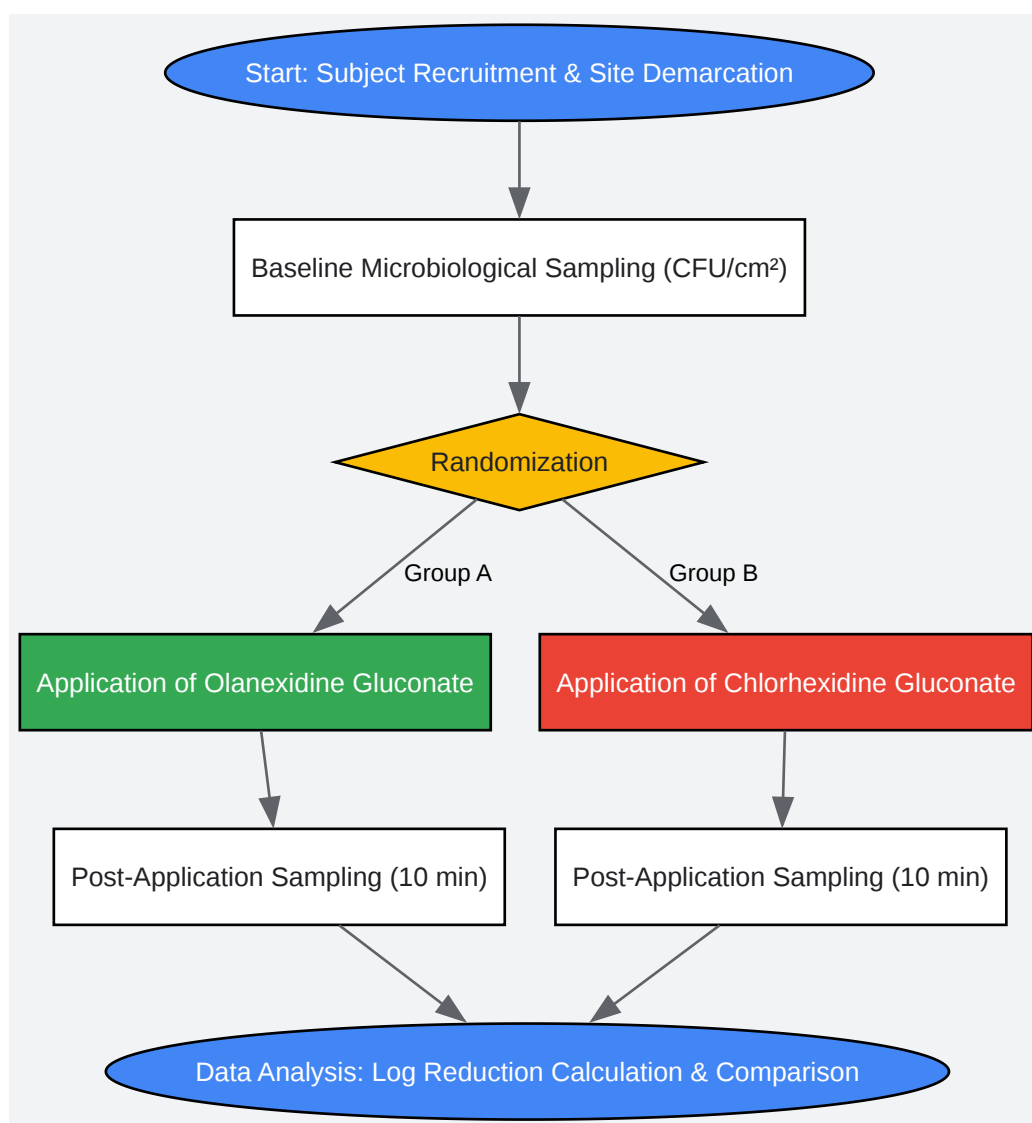 Start: Subject Recruitment & Site Demarcation
Baseline Microbiological Sampling (CFU/cm²)
Randomization
Group A
Group B
Application of Olanexidine Gluconate
Application of Chlorhexidine Gluconate
Post-Application Sampling (10 min)
Post-Application Sampling (10 min)
Data Analysis: Log Reduction Calculation & Comparison